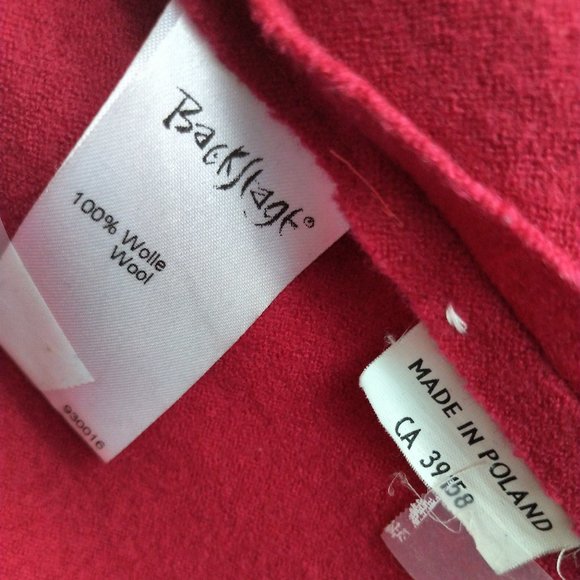 Backstage®
100% Wolle
Wool
930016
MADE IN POLAND
CA 39158